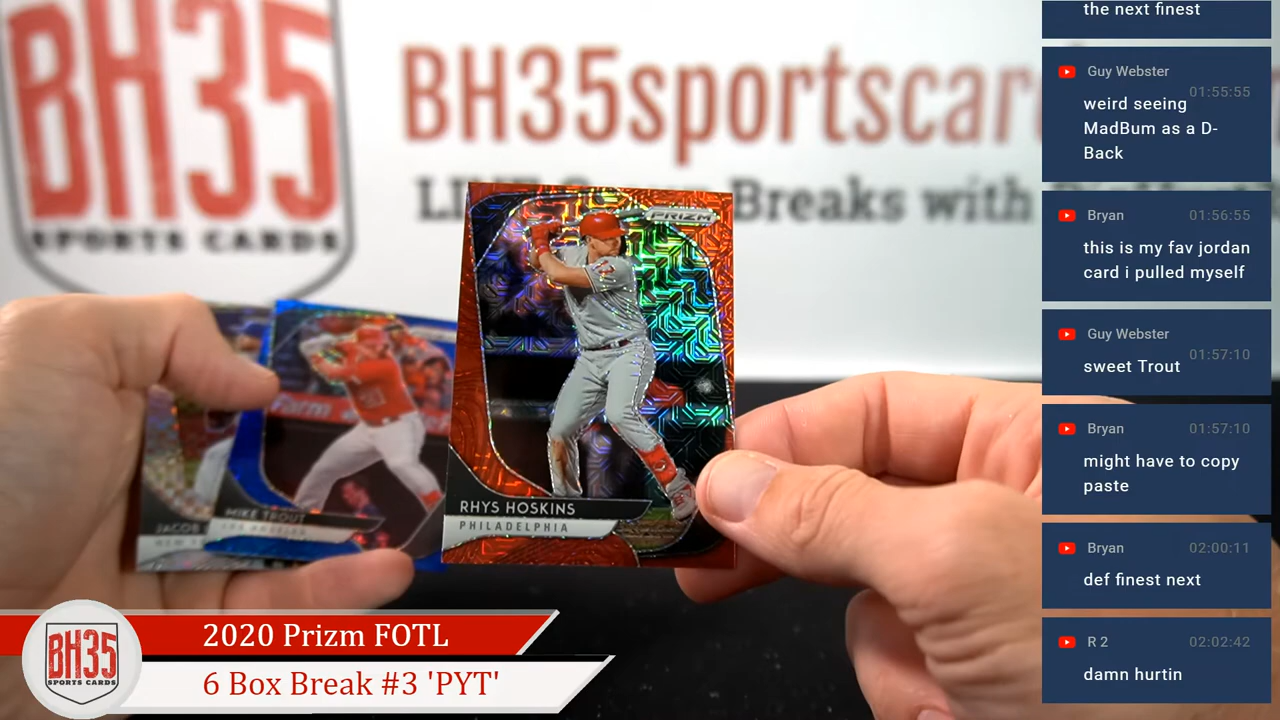 BH35
SPORTS CARDS
BH35sportscar
Breaks with
PRIZM
RHYS HOSKINS
PHILADELPHIA
MIKE TROUT
LOS ANGELES
JACOB
BH35
SPORTS CARDS
2020 Prizm FOTL
6 Box Break #3 'PYT'
the next finest
Guy Webster
01:55:55
weird seeing
MadBum as a D-
Back
Bryan 01:56:55
this is my fav jordan
card i pulled myself
Guy Webster
01:57:10
sweet Trout
Bryan 01:57:10
might have to copy
paste
Bryan 02:00:11
def finest next
R 2 02:02:42
damn hurtin